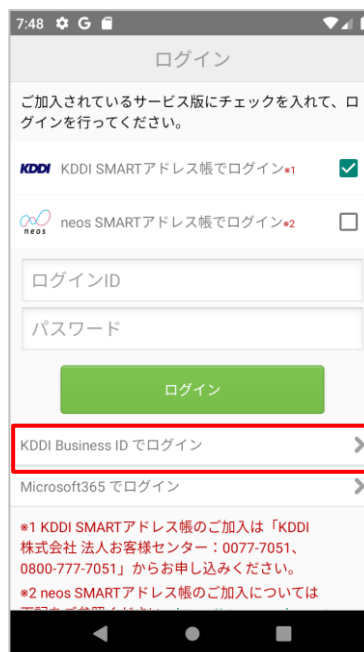 7:48
ログイン
ご加入されているサービス版にチェックを入れて、ロ
グインを行ってください。
KDDI KDDI SMARTアドレス帳でログイン*1
neos neos SMARTアドレス帳でログイン*2
ログインID
パスワード
ログイン
KDDI Business ID でログイン
Microsoft365 でログイン
*1 KDDI SMARTアドレス帳のご加入は「KDDI
株式会社 法人お客様センター：0077-7051、
0800-777-7051」からお申し込みください。
*2 neos SMARTアドレス帳のご加入については